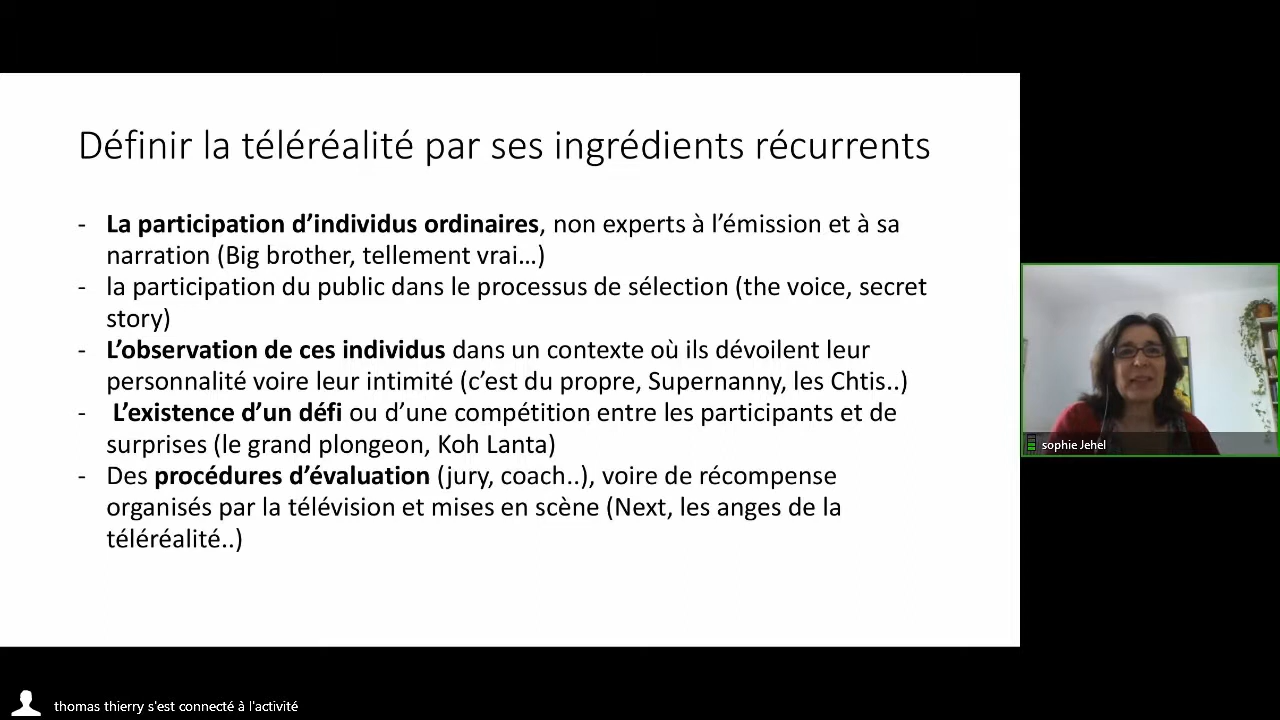 Définir la téléréalité par ses ingrédients récurrents
- La participation d’individus ordinaires, non experts à l’émission et à sa
narration (Big brother, tellement vrai…)
- la participation du public dans le processus de sélection (the voice, secret
story)
- L’observation de ces individus dans un contexte où ils dévoilent leur
personnalité voire leur intimité (c’est du propre, Supernanny, les Chtis..)
- L’existence d’un défi ou d’une compétition entre les participants et de
surprises (le grand plongeon, Koh Lanta)
- Des procédures d’évaluation (jury, coach..), voire de récompense
organisés par la télévision et mises en scène (Next, les anges de la
téléréalité..)
sophie Jehel
thomas thierry s'est connecté à l'activité